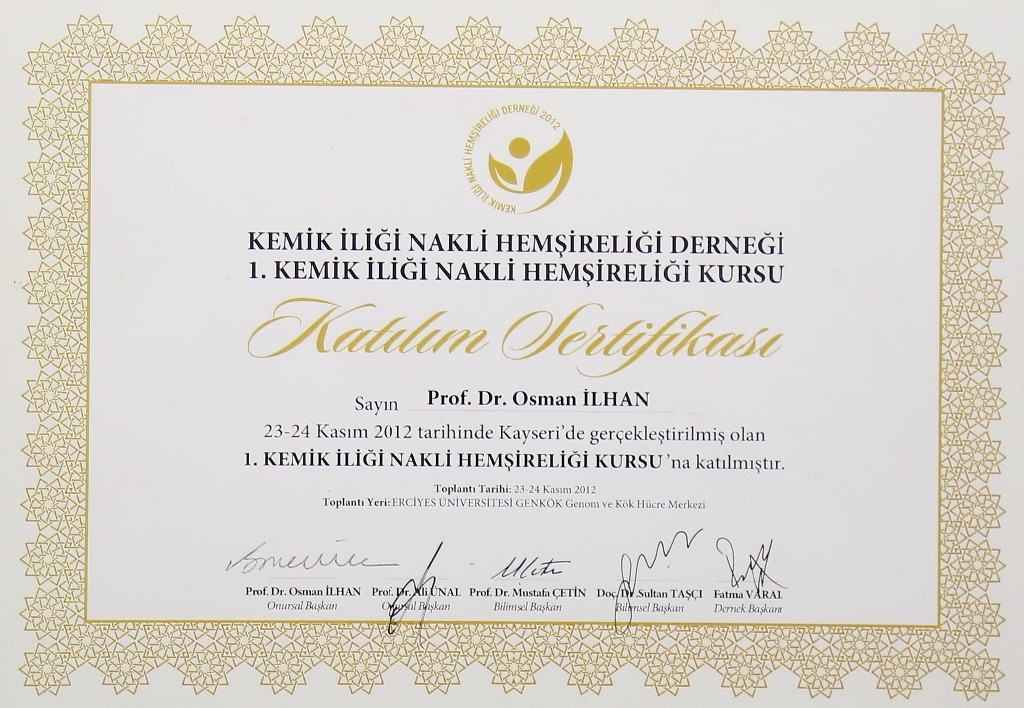 KEMİK İLİĞİ NAKLİ HEMŞİRELİĞİ DERNEĞİ 2012
KEMİK İLİĞİ NAKLİ HEMŞİRELİĞİ DERNEĞİ
1. KEMİK İLİĞİ NAKLİ HEMŞİRELİĞİ KURSU
Katılım Sertifikası
Sayın Prof. Dr. Osman İLHAN
23-24 Kasım 2012 tarihinde Kayseri'de gerçekleştirilmiş olan
1. KEMİK İLİĞİ NAKLİ HEMŞİRELİĞİ KURSU'na katılmıştır.
Toplantı Tarihi: 23-24 Kasım 2012
Toplantı Yeri: ERCİYES ÜNİVERSİTESİ GENKÖK Genom ve Kök Hücre Merkezi
Prof. Dr. Osman İLHAN Prof. Dr. Ali ÜNAL Prof. Dr. Mustafa ÇETİN Doç. Dr. Sultan TAŞÇI Fatma VARAL
Onursal Başkan Onursal Başkan Bilimsel Başkan Bilimsel Başkan Dernek Başkanı